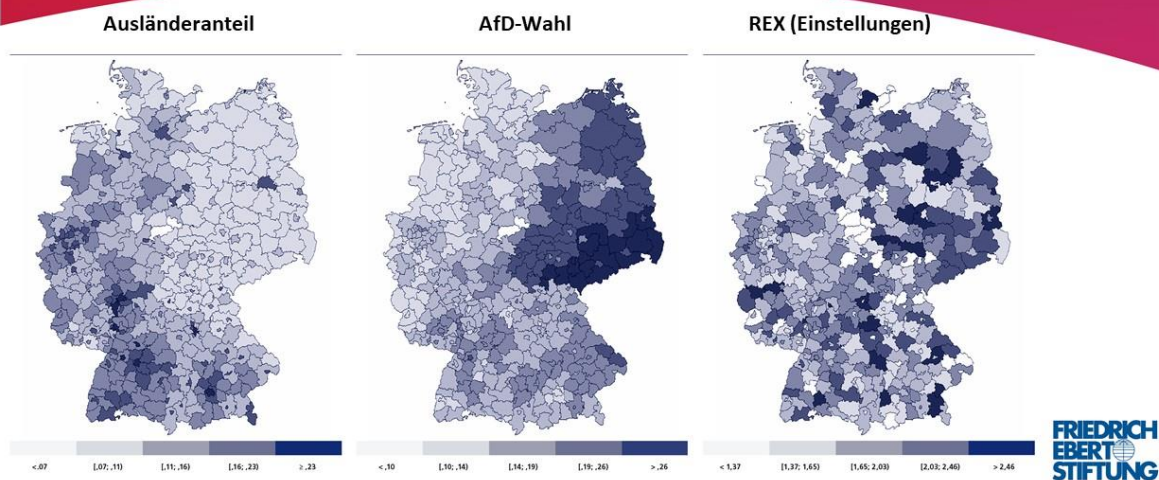 Ausländeranteil
AfD-Wahl
REX (Einstellungen)
<.07
[,07; ,11)
[,11; ,16)
[,16; ,23)
≥ ,23
< ,10
[,10; ,14)
[,14; ,19)
[,19; ,26)
> ,26
< 1,37
[1,37; 1,65)
[1,65; 2,03)
[2,03; 2,46)
> 2,46
FRIEDRICH
EBERT
STIFTUNG